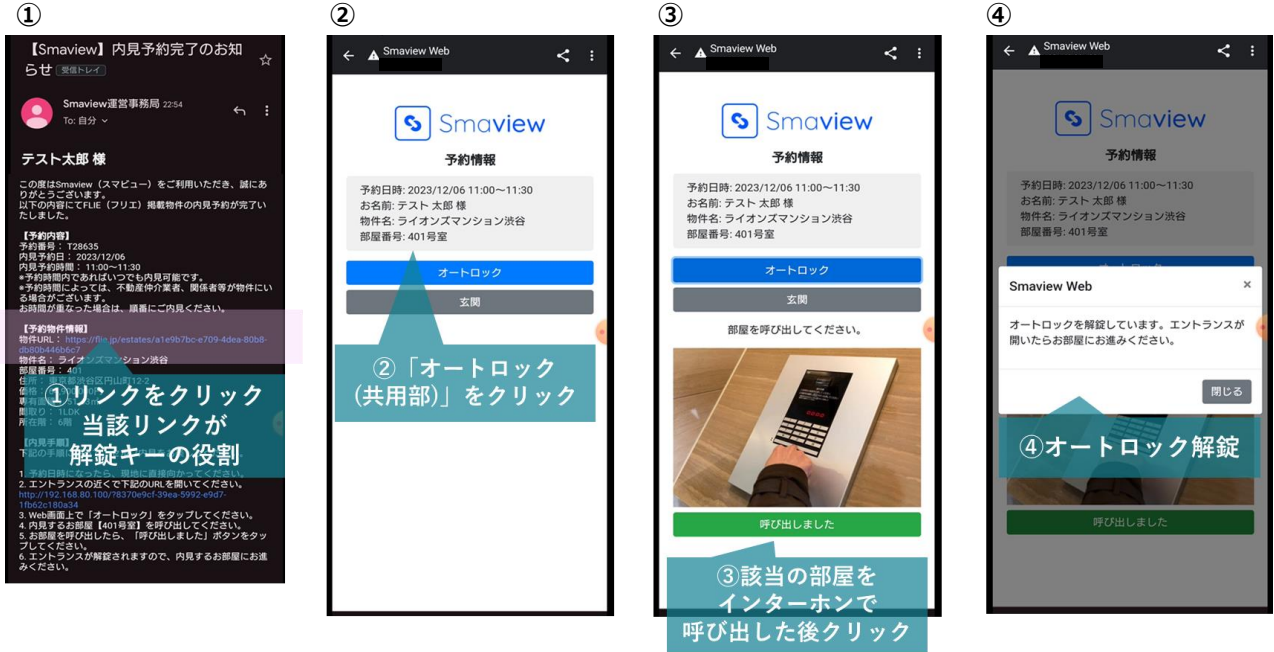 ①
【Smaview】内見予約完了のお知
らせ 受信トレイ
Smaview運営事務局 22:54
To: 自分
テスト太郎 様
この度はSmaview（スマビュー）をご利用いただき、誠にあ
りがとうございます。
以下の内容にてFLIE（フリエ）掲載物件の内見予約が完了い
たしました。
【予約内容】
予約番号： T28635
内見予約日： 2023/12/06
内見予約時間： 11:00～11:30
*予約時間内であればいつでも内見可能です。
*予約時間によっては、不動産仲介業者、関係者等が物件にい
る場合がございます。
お時間が重なった場合は、順番にご内見ください。
【予約物件情報】
物件URL： https://flie.jp/estates/a1e9b7bc-e709-4dea-80b8-
db80b446b6c7
物件名： ライオンズマンション渋谷
部屋番号： 401
住所： 東京都渋谷区円山町12-2
間取り： 1LDK
所在階： 6階
①リンクをクリック
当該リンクが
解錠キーの役割
【内見手順】
1. 予約日時になったら、現地に直接向かってください。
2. エントランスの近くで下記のURLを開いてください。
http://192.168.80.100/?8370e9cf-39ea-5992-e9d7-
1fb62c180a34
3. Web画面上で「オートロック」をタップしてください。
4. 内見するお部屋【401号室】を呼び出してください。
5. お部屋を呼び出したら、「呼び出しました」ボタンをタッ
プしてください。
6. エントランスが解錠されますので、内見するお部屋にお進
みください。
②
Smaview Web
Smaview
予約情報
予約日時: 2023/12/06 11:00～11:30
お名前: テスト 太郎 様
物件名: ライオンズマンション渋谷
部屋番号: 401号室
オートロック
玄関
②「オートロック
(共用部)」をクリック
③
Smaview Web
Smaview
予約情報
予約日時: 2023/12/06 11:00～11:30
お名前: テスト 太郎 様
物件名: ライオンズマンション渋谷
部屋番号: 401号室
オートロック
玄関
部屋を呼び出してください。
呼び出しました
③該当の部屋を
インターホンで
呼び出した後クリック
④
Smaview Web
Smaview
予約情報
予約日時: 2023/12/06 11:00～11:30
お名前: テスト 太郎 様
物件名: ライオンズマンション渋谷
部屋番号: 401号室
オートロック
Smaview Web ×
オートロックを解錠しています。エントランスが
開いたらお部屋にお進みください。
閉じる
④オートロック解錠
呼び出しました